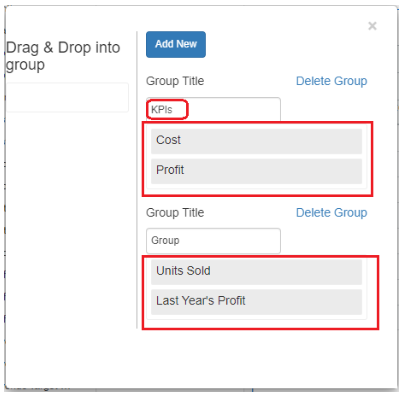 ×
Drag & Drop into
group
Add New
Group Title Delete Group
KPIs
Cost
Profit
Group Title Delete Group
Group
Units Sold
Last Year's Profit